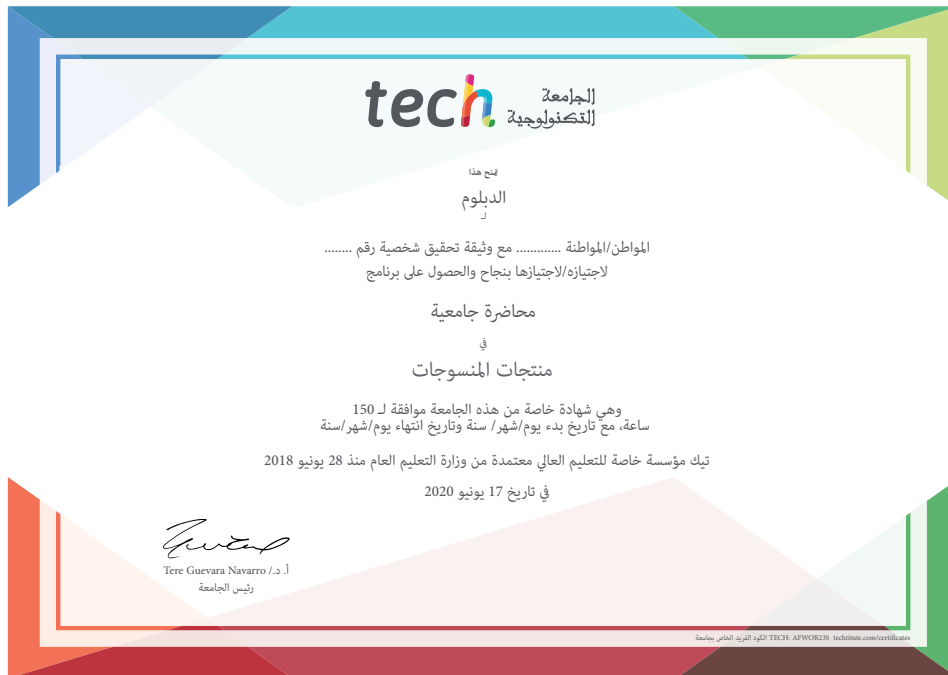 tech الجامعة
التكنولوجية
يمنح هذا
الدبلوم
لـ
المواطن/المواطنة ............. مع وثيقة تحقيق شخصية رقم ........
لاجتيازه/لاجتيازها بنجاح والحصول على برنامج
محاضرة جامعية
في
منتجات المنسوجات
وهي شهادة خاصة من هذه الجامعة موافقة لـ 150
ساعة، مع تاريخ بدء يوم/شهر/ سنة وتاريخ انتهاء يوم/شهر/سنة
تيك مؤسسة خاصة للتعليم العالي معتمدة من وزارة التعليم العام منذ 28 يونيو 2018
في تاريخ 17 يونيو 2020
أ. د./ Tere Guevara Navarro
رئيس الجامعة
الكود الفريد الخاص بجامعة TECH: AFWOR23S techtitute.com/certificates